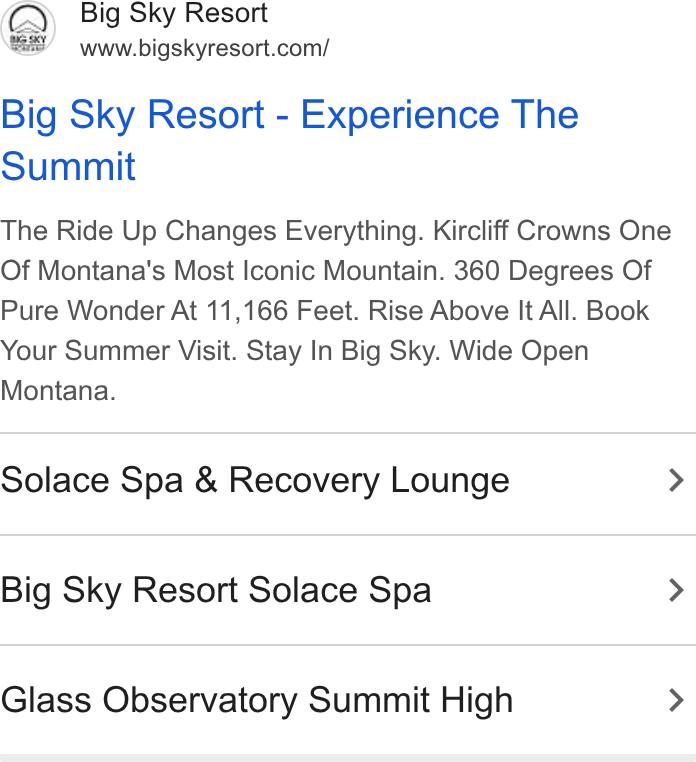 Big Sky Resort
BIG SKY
MONTANA
www.bigskyresort.com/
Big Sky Resort - Experience The
Summit
The Ride Up Changes Everything. Kircliff Crowns One
Of Montana's Most Iconic Mountain. 360 Degrees Of
Pure Wonder At 11,166 Feet. Rise Above It All. Book
Your Summer Visit. Stay In Big Sky. Wide Open
Montana.
Solace Spa & Recovery Lounge
Big Sky Resort Solace Spa
Glass Observatory Summit High